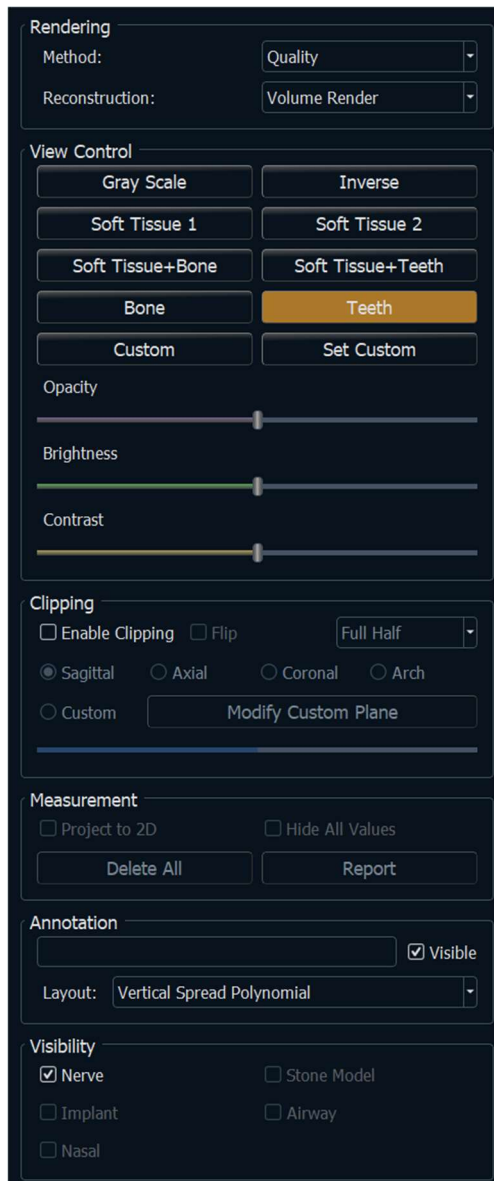 Rendering
Method: Quality
Reconstruction: Volume Render
View Control
Gray Scale Inverse
Soft Tissue 1 Soft Tissue 2
Soft Tissue+Bone Soft Tissue+Teeth
Bone Teeth
Custom Set Custom
Opacity
Brightness
Contrast
Clipping
Enable Clipping Flip Full Half
Sagittal Axial Coronal Arch
Custom Modify Custom Plane
Measurement
Project to 2D Hide All Values
Delete All Report
Annotation
Visible
Layout: Vertical Spread Polynomial
Visibility
Nerve Stone Model
Implant Airway
Nasal